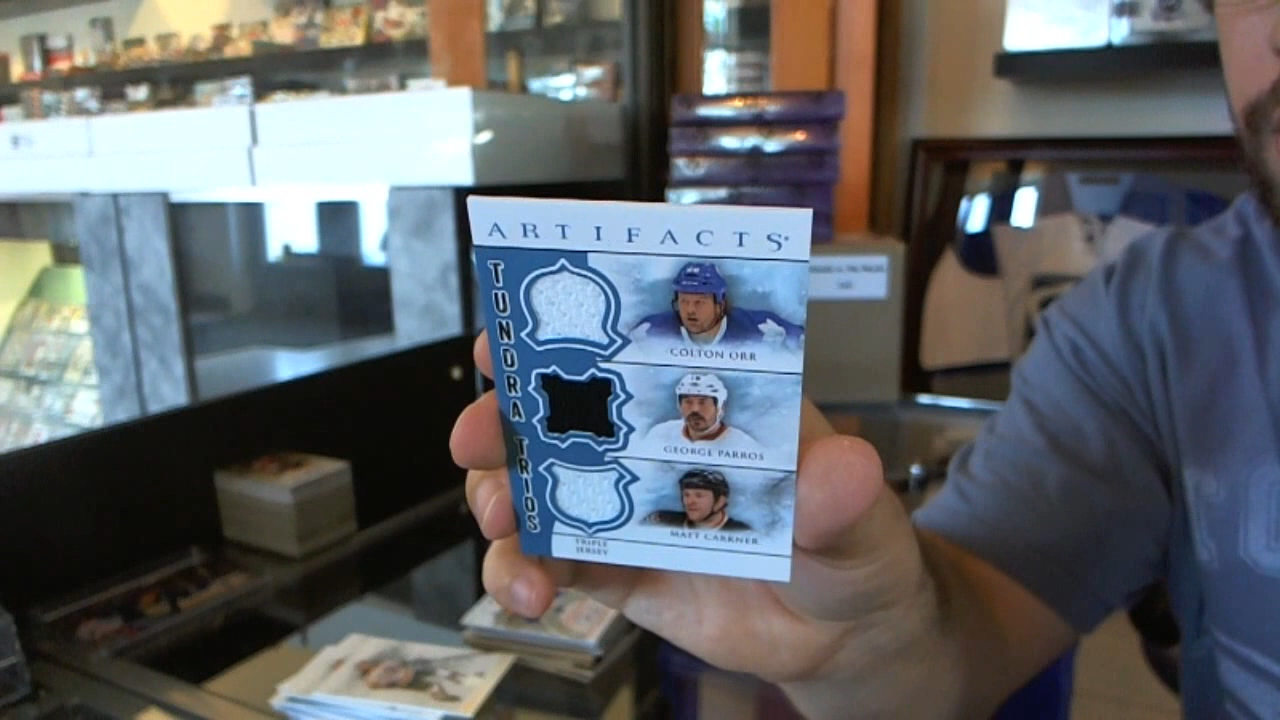 ARTIFACTS
TUNDRA TRIOS
COLTON ORR
GEORGE PARROS
MATT CARKNER
TRIPLE
JERSEY